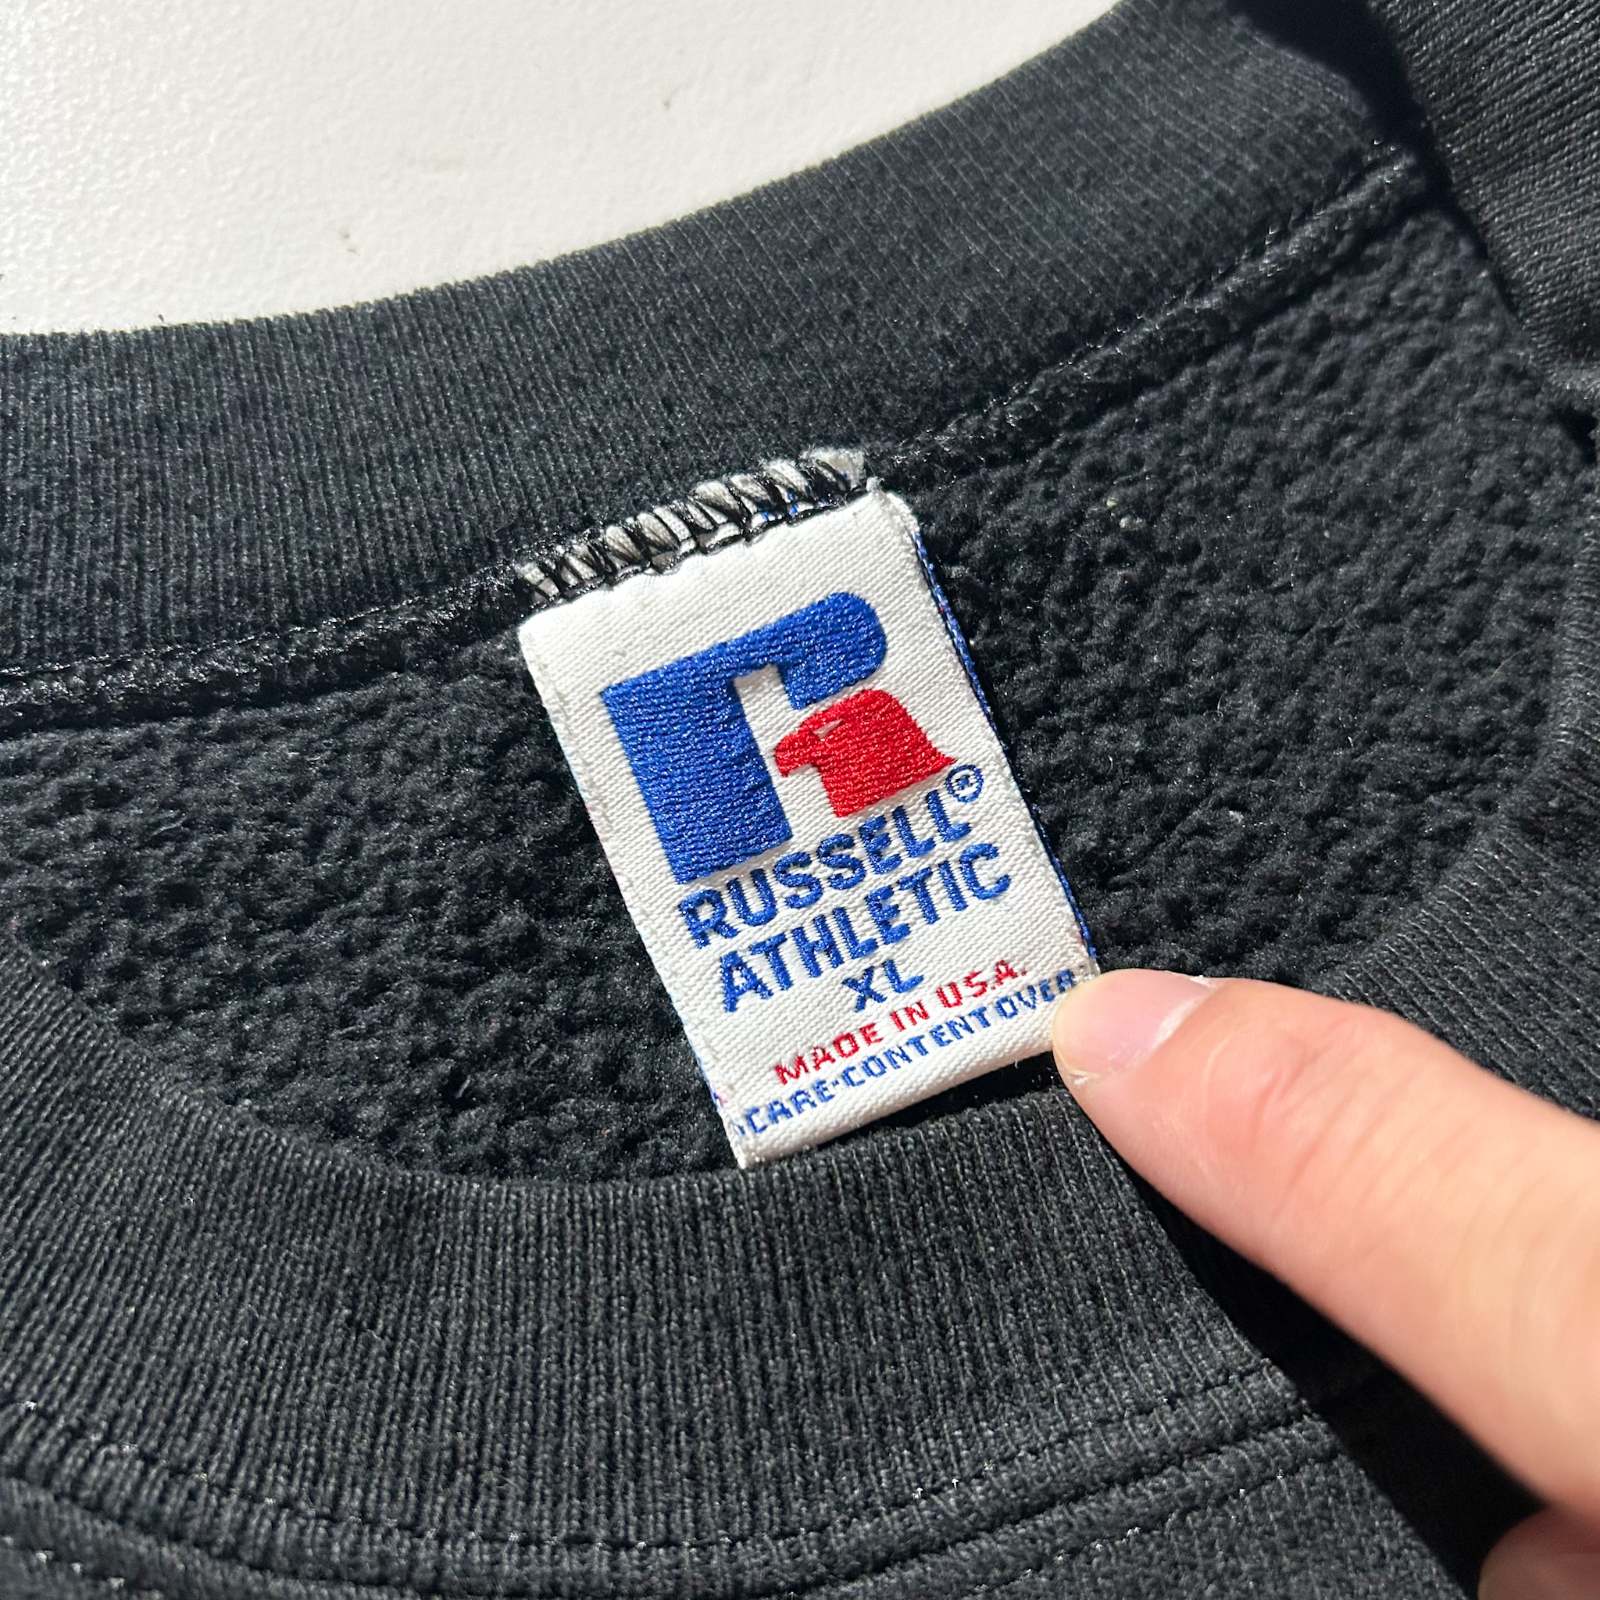 RUSSELL®
ATHLETIC
XL
MADE IN U.S.A.
CARE·CONTENT OVER